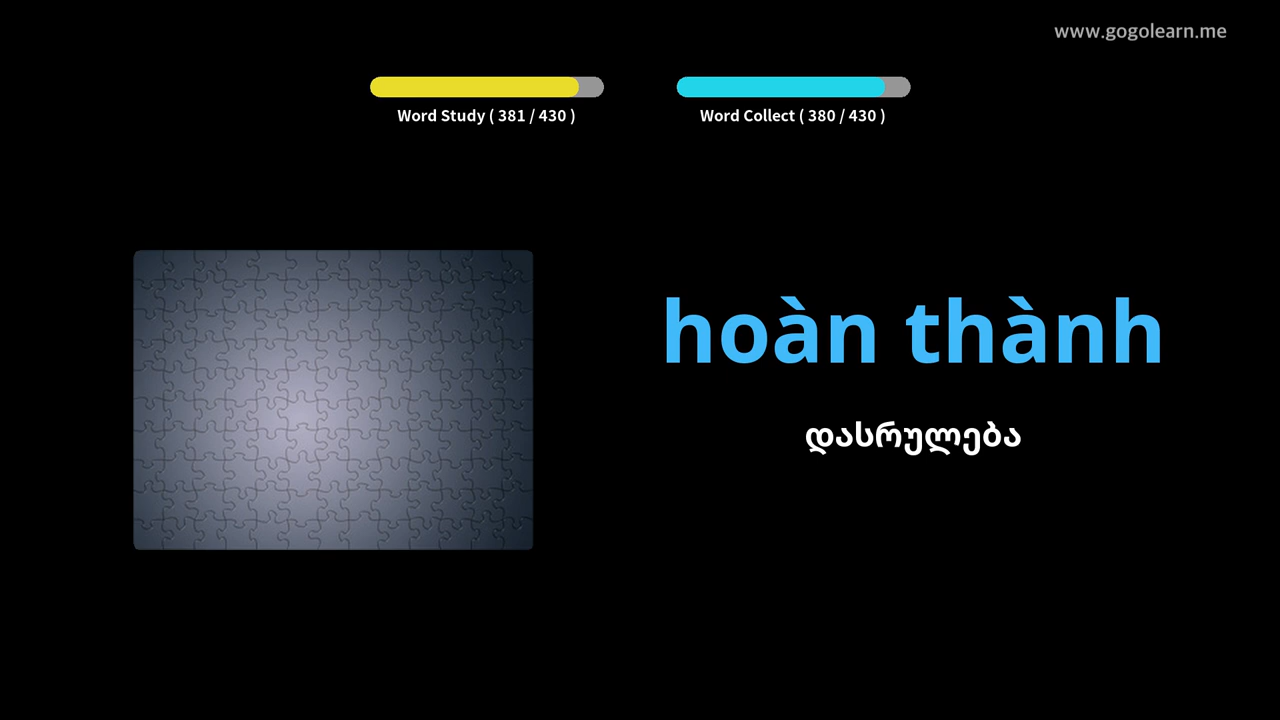 www.gogolearn.me
Word Study ( 381 / 430 )
Word Collect ( 380 / 430 )
hoàn thành
დასრულება